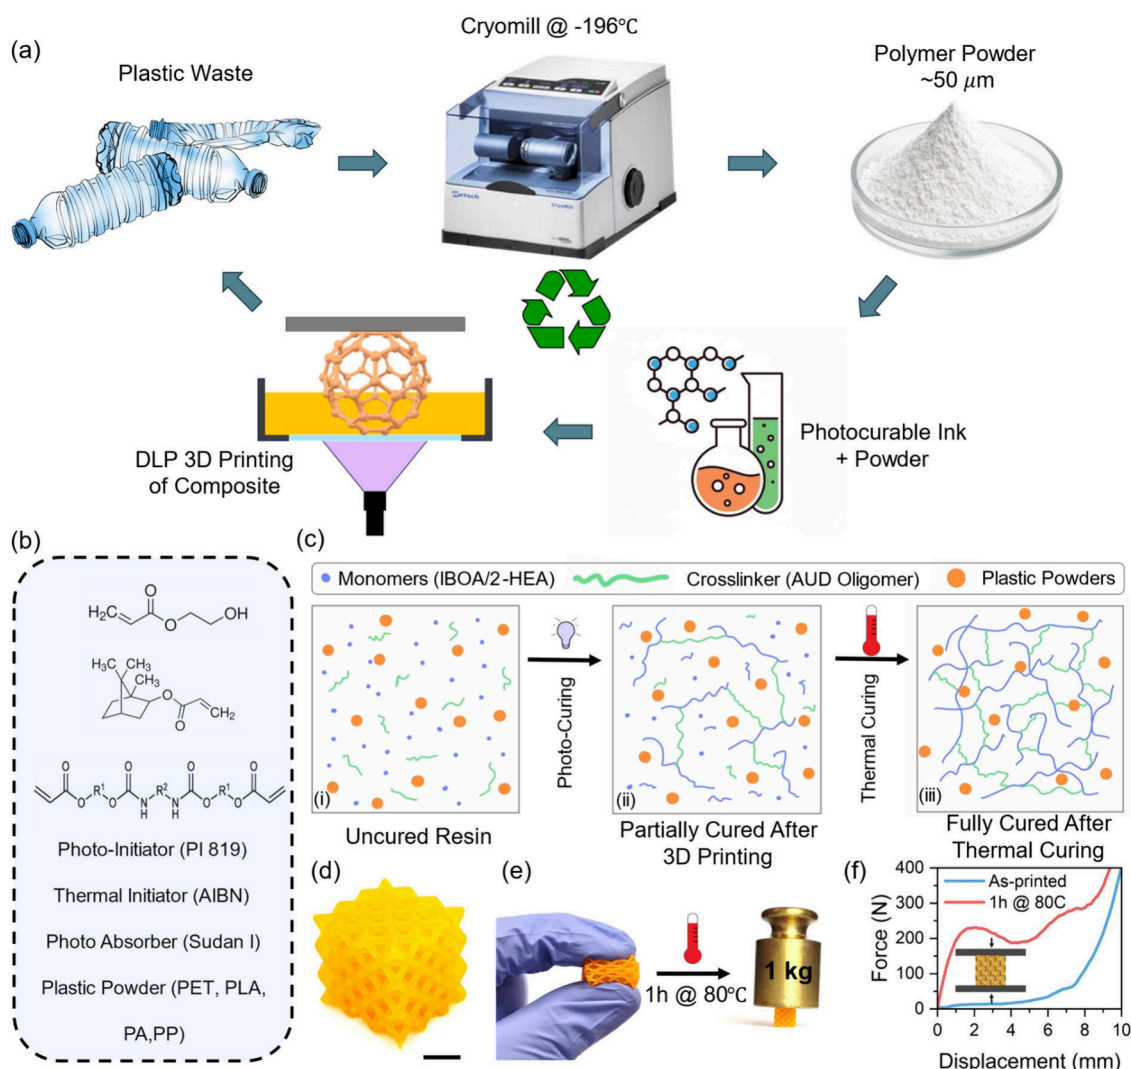 (a)
Plastic Waste
Cryomill @ -196℃
Polymer Powder
~50 μm
CryoMill
DLP 3D Printing
of Composite
Photocurable Ink
+ Powder
(b)
H₂C
O
O
OH
H₃C
CH₃
CH₃
O
O
CH₂
O
O
R¹
O
O
N
H
R²
N
H
O
O
R¹
O
O
Photo-Initiator (PI 819)
Thermal Initiator (AIBN)
Photo Absorber (Sudan I)
Plastic Powder (PET, PLA,
PA,PP)
(c)
Monomers (IBOA/2-HEA)
Crosslinker (AUD Oligomer)
Plastic Powders
(i)
Uncured Resin
Photo-Curing
(ii)
Partially Cured After
3D Printing
Thermal Curing
(iii)
Fully Cured After
Thermal Curing
(d)
(e)
1h @ 80℃
1 kg
(f)
As-printed
1h @ 80C
Force (N)
400
300
200
100
0
0 2 4 6 8 10
Displacement (mm)